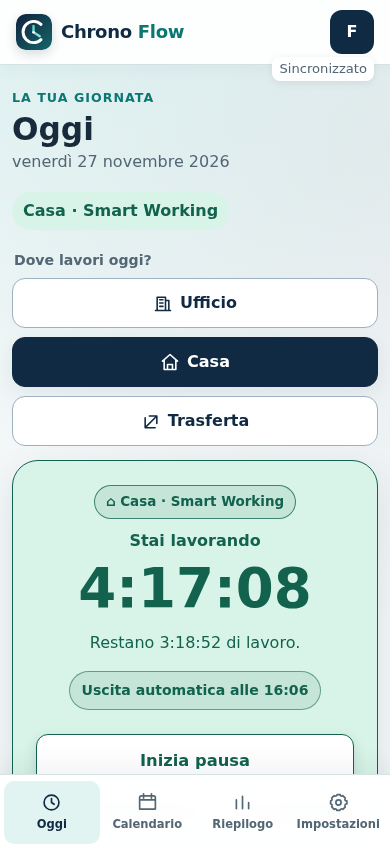 Chrono Flow
F
Sincronizzato
LA TUA GIORNATA
Oggi
venerdì 27 novembre 2026
Casa · Smart Working
Dove lavori oggi?
Ufficio
Casa
Trasferta
⌂ Casa · Smart Working
Stai lavorando
4:17:08
Restano 3:18:52 di lavoro.
Uscita automatica alle 16:06
Inizia pausa
Oggi
Calendario
Riepilogo
Impostazioni